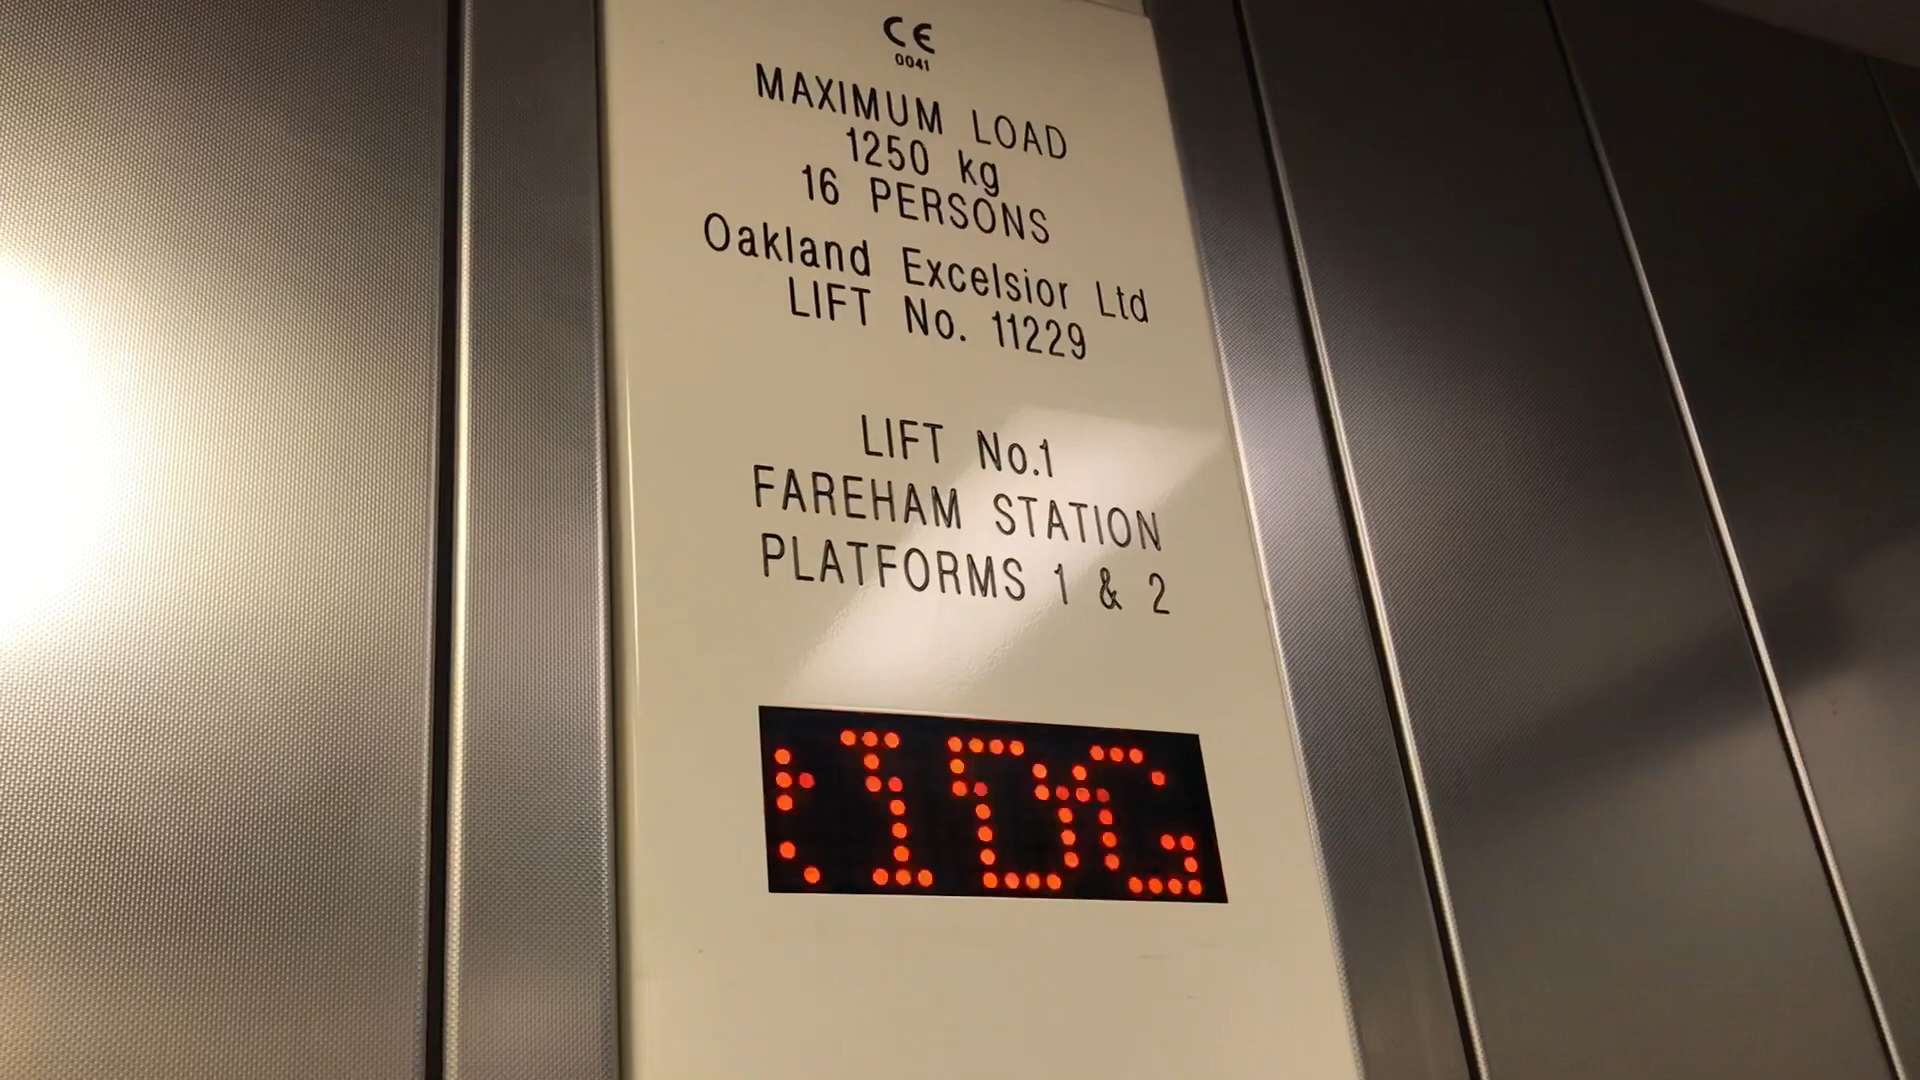 CE
0041
MAXIMUM LOAD
1250 kg
16 PERSONS
Oakland Excelsior Ltd
LIFT No. 11229
LIFT No.1
FAREHAM STATION
PLATFORMS 1 & 2
IDG